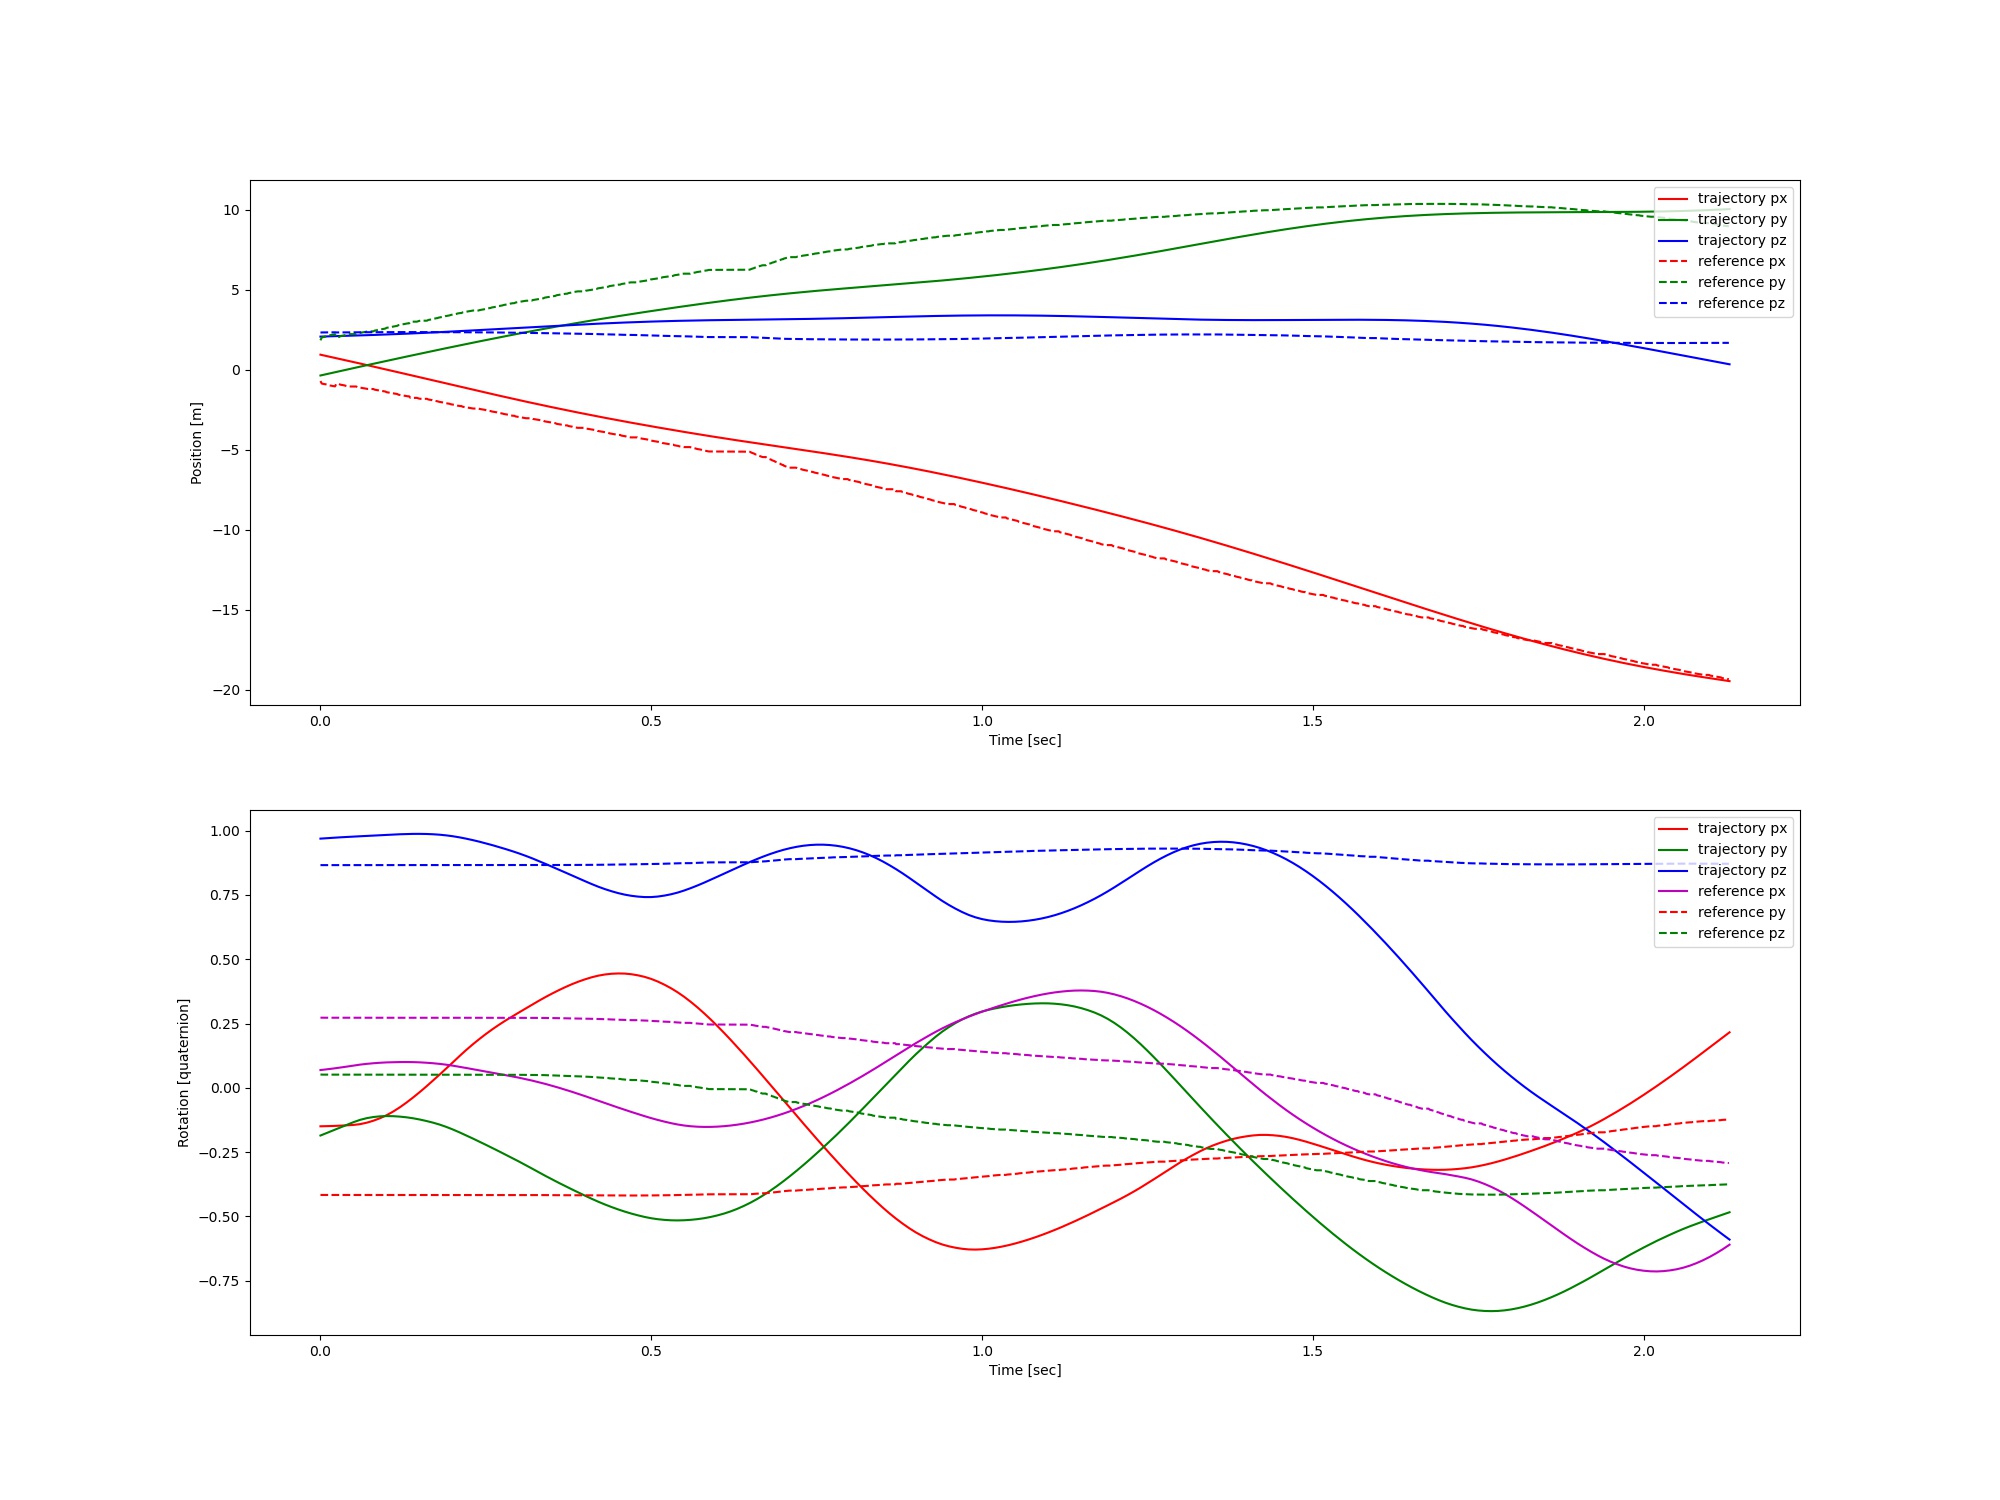 10
5
0
−5
−10
−15
−20
Position [m]
0.0 0.5 1.0 1.5 2.0
Time [sec]
trajectory px
trajectory py
trajectory pz
reference px
reference py
reference pz
1.00
0.75
0.50
0.25
0.00
−0.25
−0.50
−0.75
Rotation [quaternion]
0.0 0.5 1.0 1.5 2.0
Time [sec]
trajectory px
trajectory py
trajectory pz
reference px
reference py
reference pz